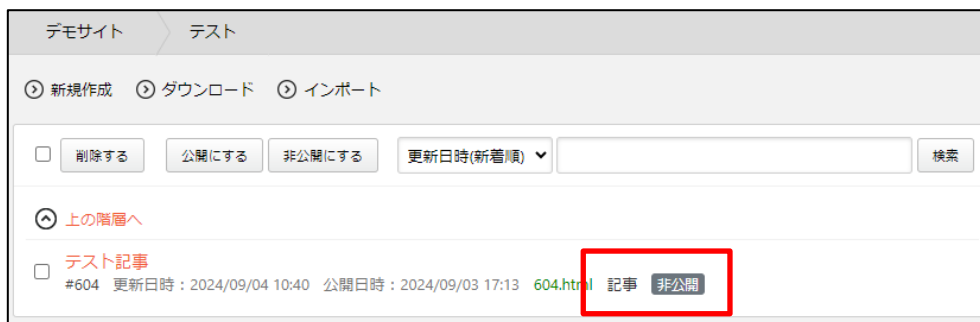 デモサイト テスト
新規作成 ダウンロード インポート
削除する 公開にする 非公開にする 更新日時(新着順) 検索
上の階層へ
テスト記事
#604 更新日時：2024/09/04 10:40 公開日時：2024/09/03 17:13 604.html 記事 非公開